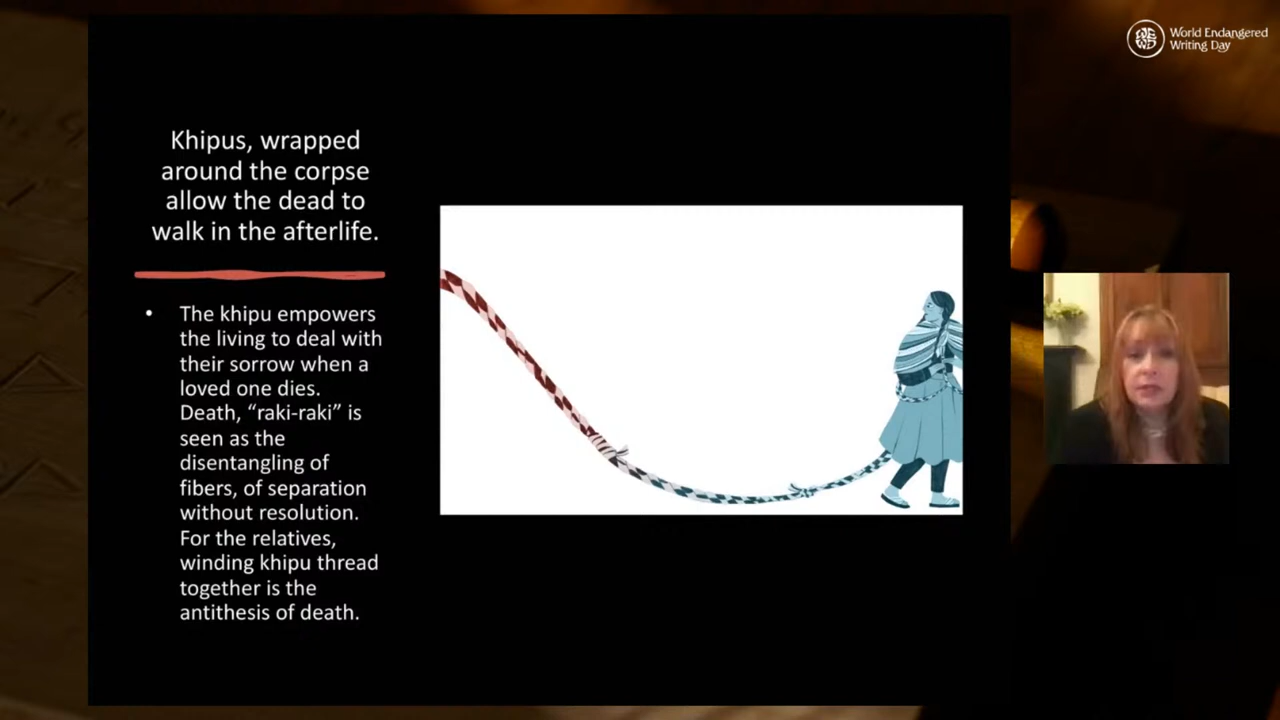 World Endangered
Writing Day
Khipus, wrapped
around the corpse
allow the dead to
walk in the afterlife.
• The khipu empowers
the living to deal with
their sorrow when a
loved one dies.
Death, “raki-raki” is
seen as the
disentangling of
fibers, of separation
without resolution.
For the relatives,
winding khipu thread
together is the
antithesis of death.